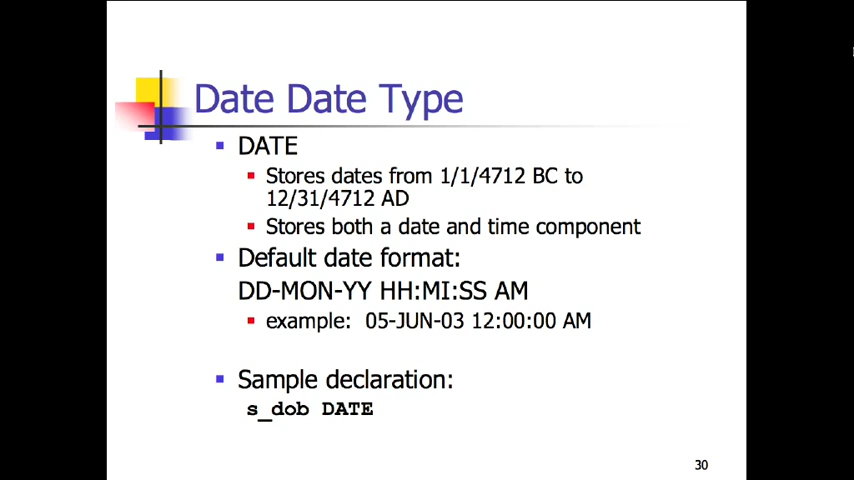 Date Date Type
DATE
Stores dates from 1/1/4712 BC to
12/31/4712 AD
Stores both a date and time component
Default date format:
DD-MON-YY HH:MI:SS AM
example: 05-JUN-03 12:00:00 AM
Sample declaration:
s_dob DATE
30